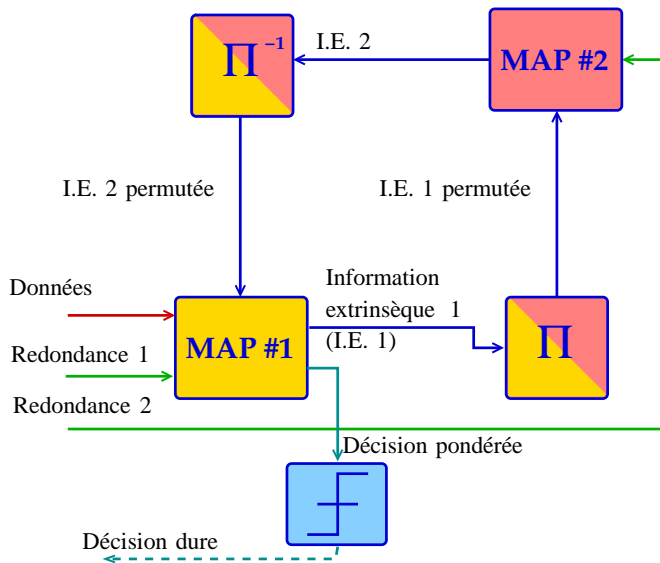 I.E. 2
∏ −1
MAP #2
I.E. 2 permutée
I.E. 1 permutée
Données
Information
extrinsèque 1
(I.E. 1)
MAP #1
∏
Redondance 1
Redondance 2
Décision pondérée
Décision dure